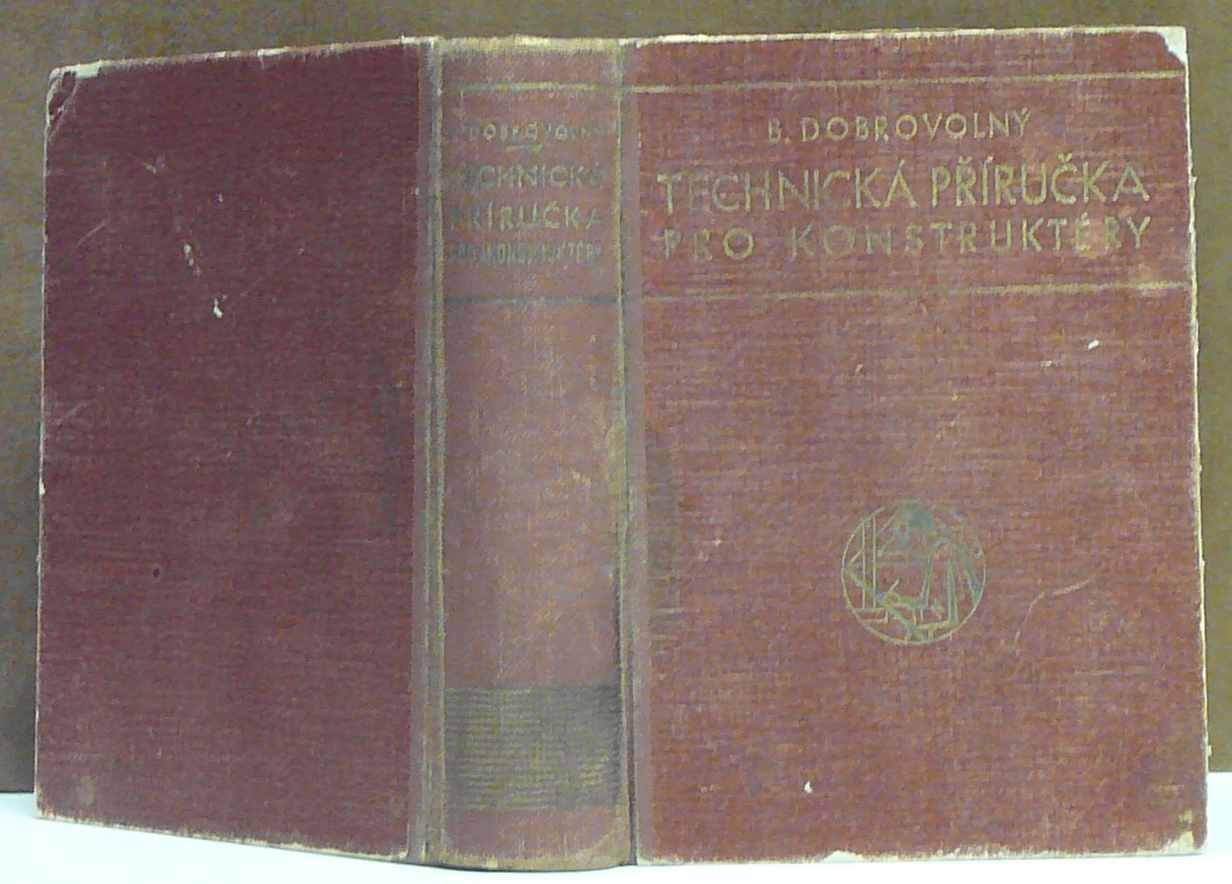 DOBROVOLNÝ
TECHNICKÁ
PŘÍRUČKA
PRO KONSTRUKTÉRY
B. DOBROVOLNÝ
TECHNICKÁ PŘÍRUČKA
PRO KONSTRUKTÉRY